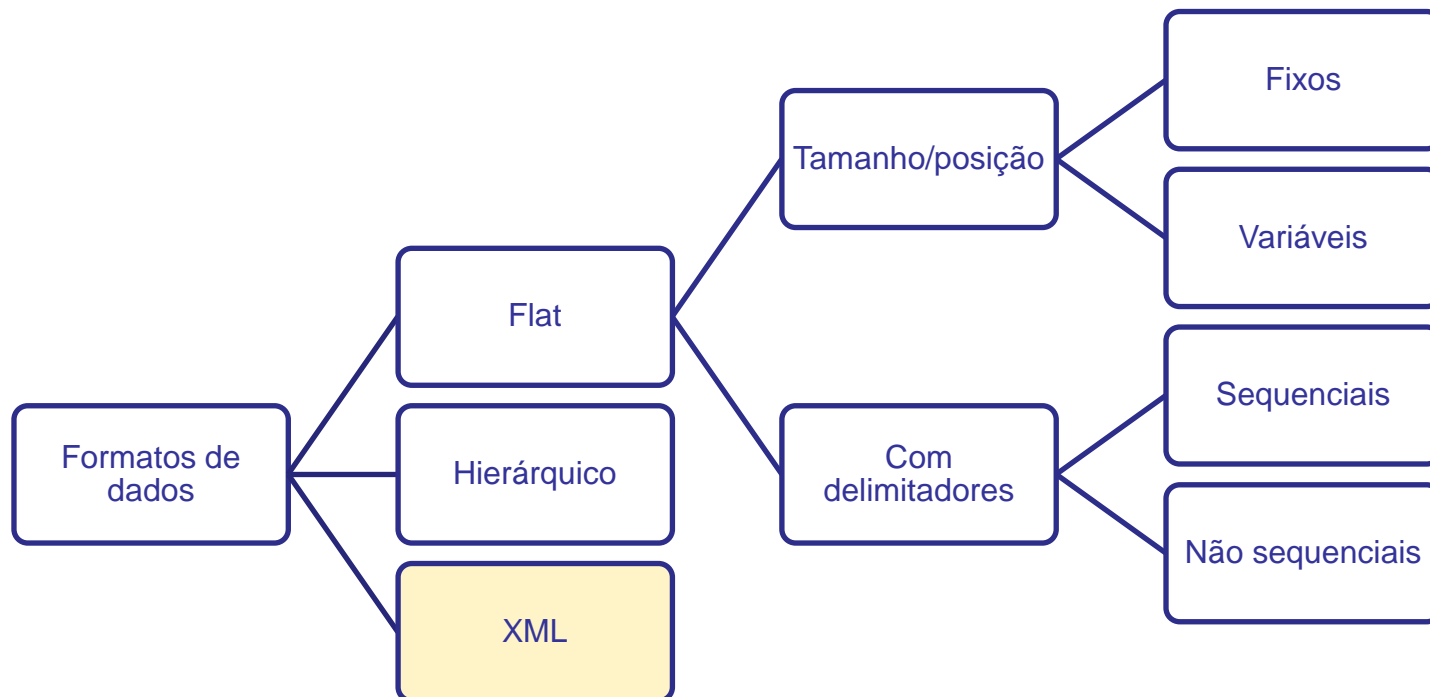 Formatos de
dados
Flat
Hierárquico
XML
Tamanho/posição
Com
delimitadores
Fixos
Variáveis
Sequenciais
Não sequenciais